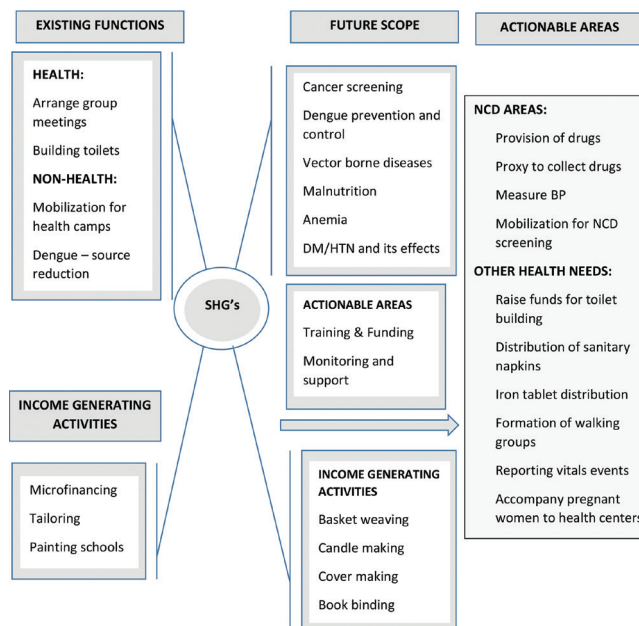 EXISTING FUNCTIONS
HEALTH:
Arrange group
meetings
Building toilets
NON-HEALTH:
Mobilization for
health camps
Dengue – source
reduction
INCOME GENERATING
ACTIVITIES
Microfinancing
Tailoring
Painting schools
SHG's
FUTURE SCOPE
Cancer screening
Dengue prevention and
control
Vector borne diseases
Malnutrition
Anemia
DM/HTN and its effects
ACTIONABLE AREAS
Training & Funding
Monitoring and
support
INCOME GENERATING
ACTIVITIES
Basket weaving
Candle making
Cover making
Book binding
ACTIONABLE AREAS
NCD AREAS:
Provision of drugs
Proxy to collect drugs
Measure BP
Mobilization for NCD
screening
OTHER HEALTH NEEDS:
Raise funds for toilet
building
Distribution of sanitary
napkins
Iron tablet distribution
Formation of walking
groups
Reporting vitals events
Accompany pregnant
women to health centers